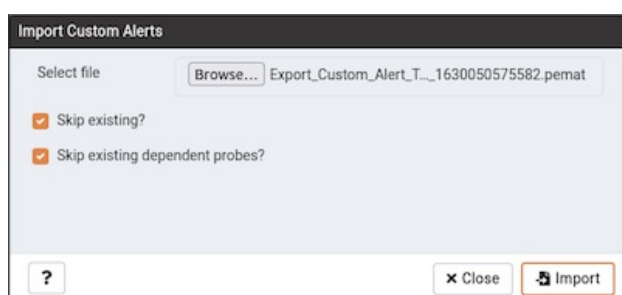 Import Custom Alerts
Select file Browse... Export_Custom_Alert_T..._1630050575582.pemat
Skip existing?
Skip existing dependent probes?
? Close Import